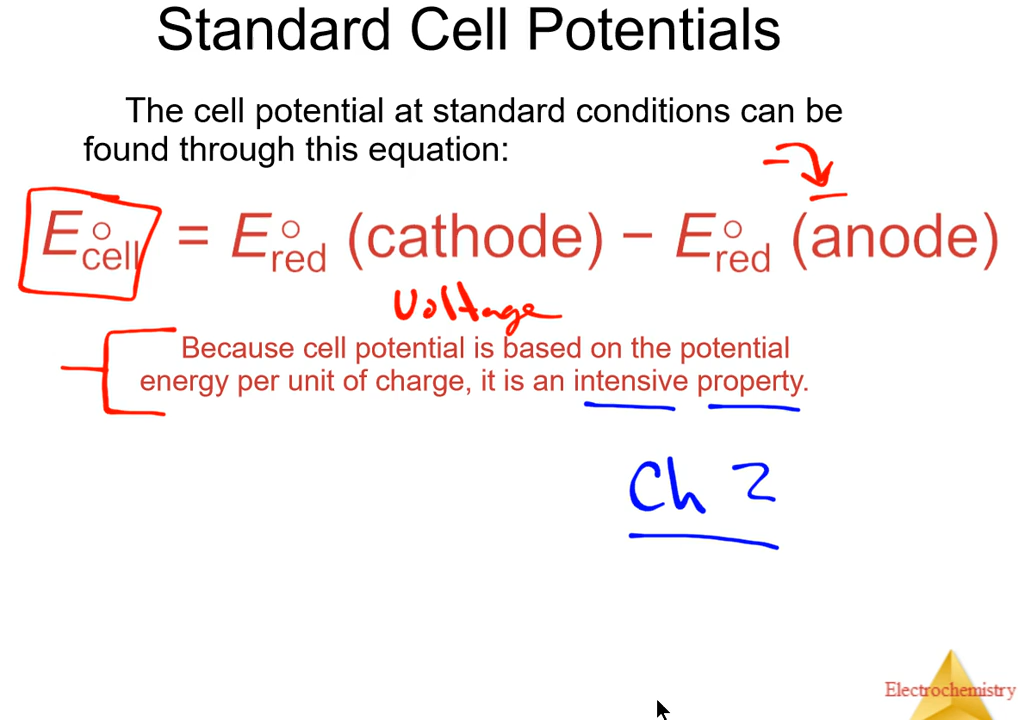 Standard Cell Potentials
The cell potential at standard conditions can be
found through this equation:
E°cell = E°red (cathode) − E°red (anode)
Voltage
Because cell potential is based on the potential
energy per unit of charge, it is an intensive property.
Ch 2
Electrochemistry